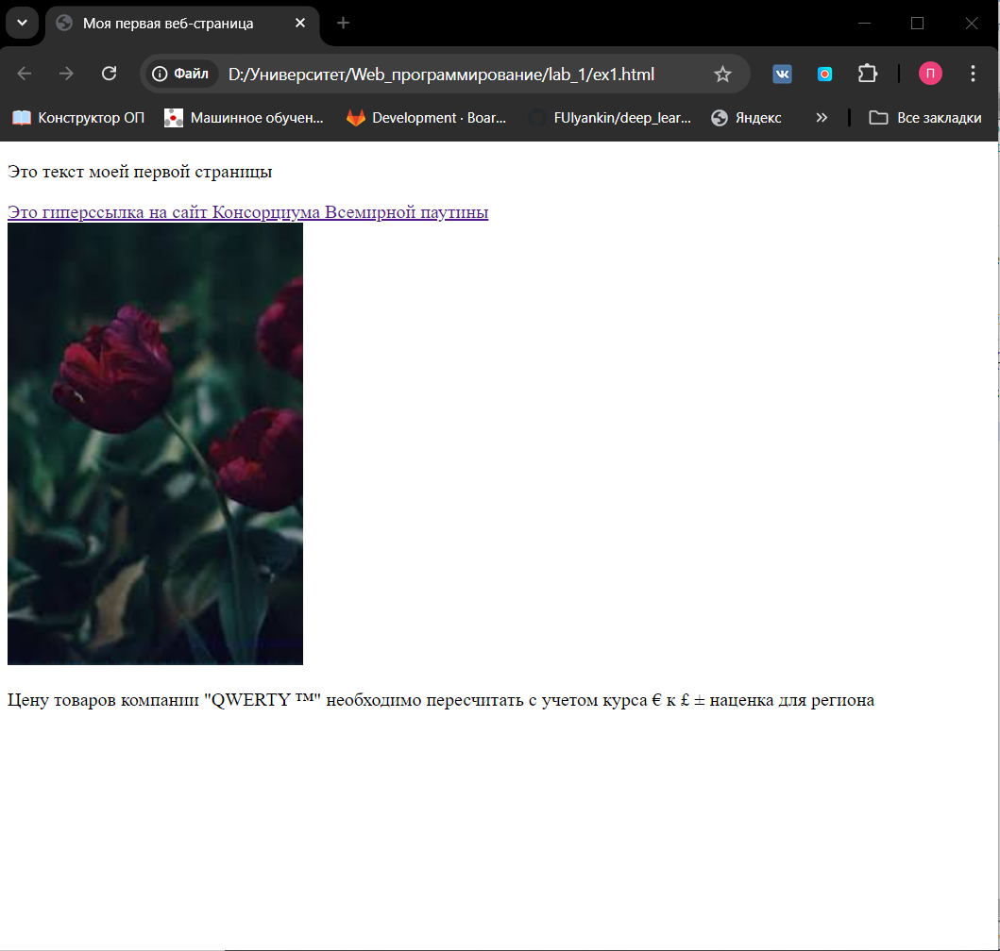 Моя первая веб-страница
Файл D:/Университет/Web_программирование/lab_1/ex1.html П
Конструктор ОП Машинное обучен... Development · Boar... FUlyankin/deep_lear... Яндекс » Все закладки
Это текст моей первой страницы
Это гиперссылка на сайт Консорциума Всемирной паутины
Цену товаров компании "QWERTY ™" необходимо пересчитать с учетом курса € к £ ± наценка для региона